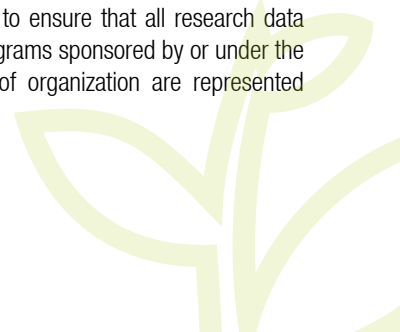 to ensure that all research data
grams sponsored by or under the
of organization are represented